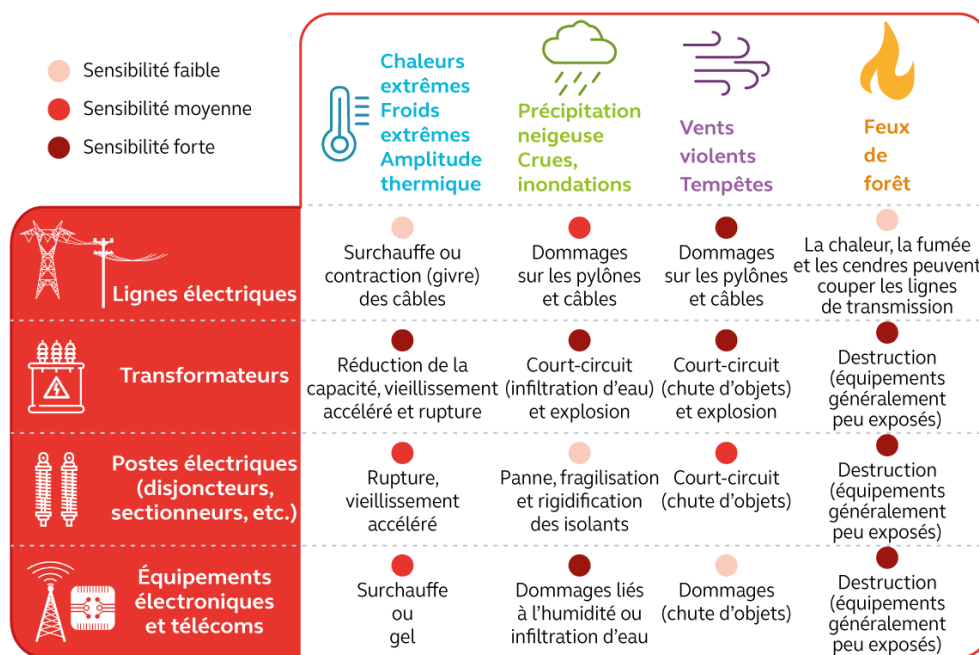 Sensibilité faible
Sensibilité moyenne
Sensibilité forte
Chaleurs
extrêmes
Froids
extrêmes
Amplitude
thermique
Précipitation
neigeuse
Crues,
inondations
Vents
violents
Tempêtes
Feux
de
forêt
Lignes électriques
Surchauffe ou
contraction (givre)
des câbles
Dommages
sur les pylônes
et câbles
Dommages
sur les pylônes
et câbles
La chaleur, la fumée
et les cendres peuvent
couper les lignes
de transmission
Transformateurs
Réduction de la
capacité, vieillissement
accéléré et rupture
Court-circuit
(infiltration d'eau)
et explosion
Court-circuit
(chute d'objets)
et explosion
Destruction
(équipements
généralement
peu exposés)
Postes électriques
(disjoncteurs,
sectionneurs, etc.)
Rupture,
vieillissement
accéléré
Panne, fragilisation
et rigidification
des isolants
Court-circuit
(chute d'objets)
Destruction
(équipements
généralement
peu exposés)
Équipements
électroniques
et télécoms
Surchauffe
ou
gel
Dommages liés
à l'humidité ou
infiltration d'eau
Dommages
(chute d'objets)
Destruction
(équipements
généralement
peu exposés)